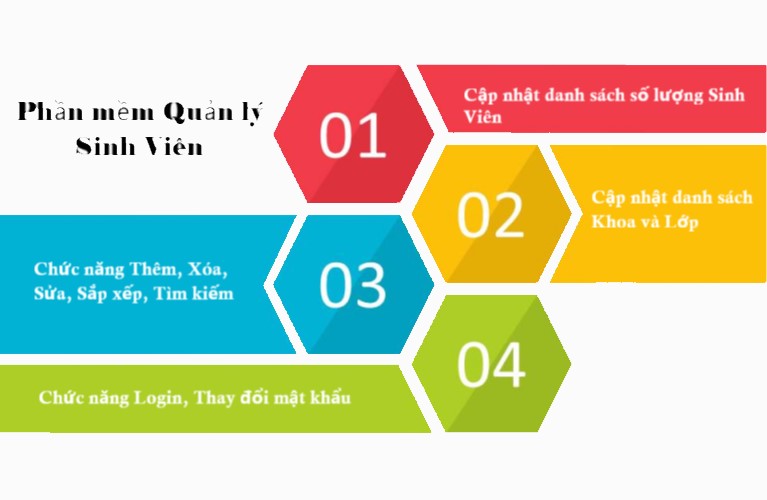 Phần mềm Quản lý
Sinh Viên
01
Cập nhật danh sách số lượng Sinh
Viên
02
Cập nhật danh sách
Khoa và Lớp
03
Chức năng Thêm, Xóa,
Sửa, Sắp xếp, Tìm kiếm
04
Chức năng Login, Thay đổi mật khẩu